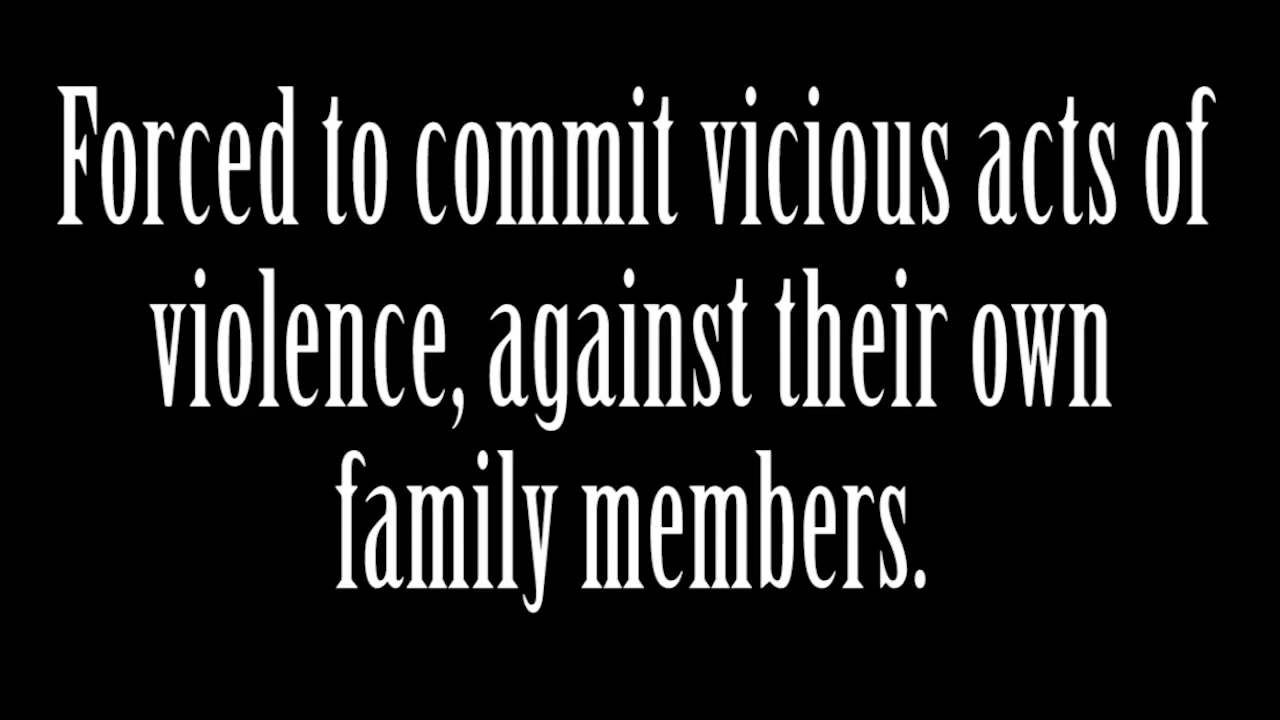 Forced to commit vicious acts of
violence, against their own
family members.